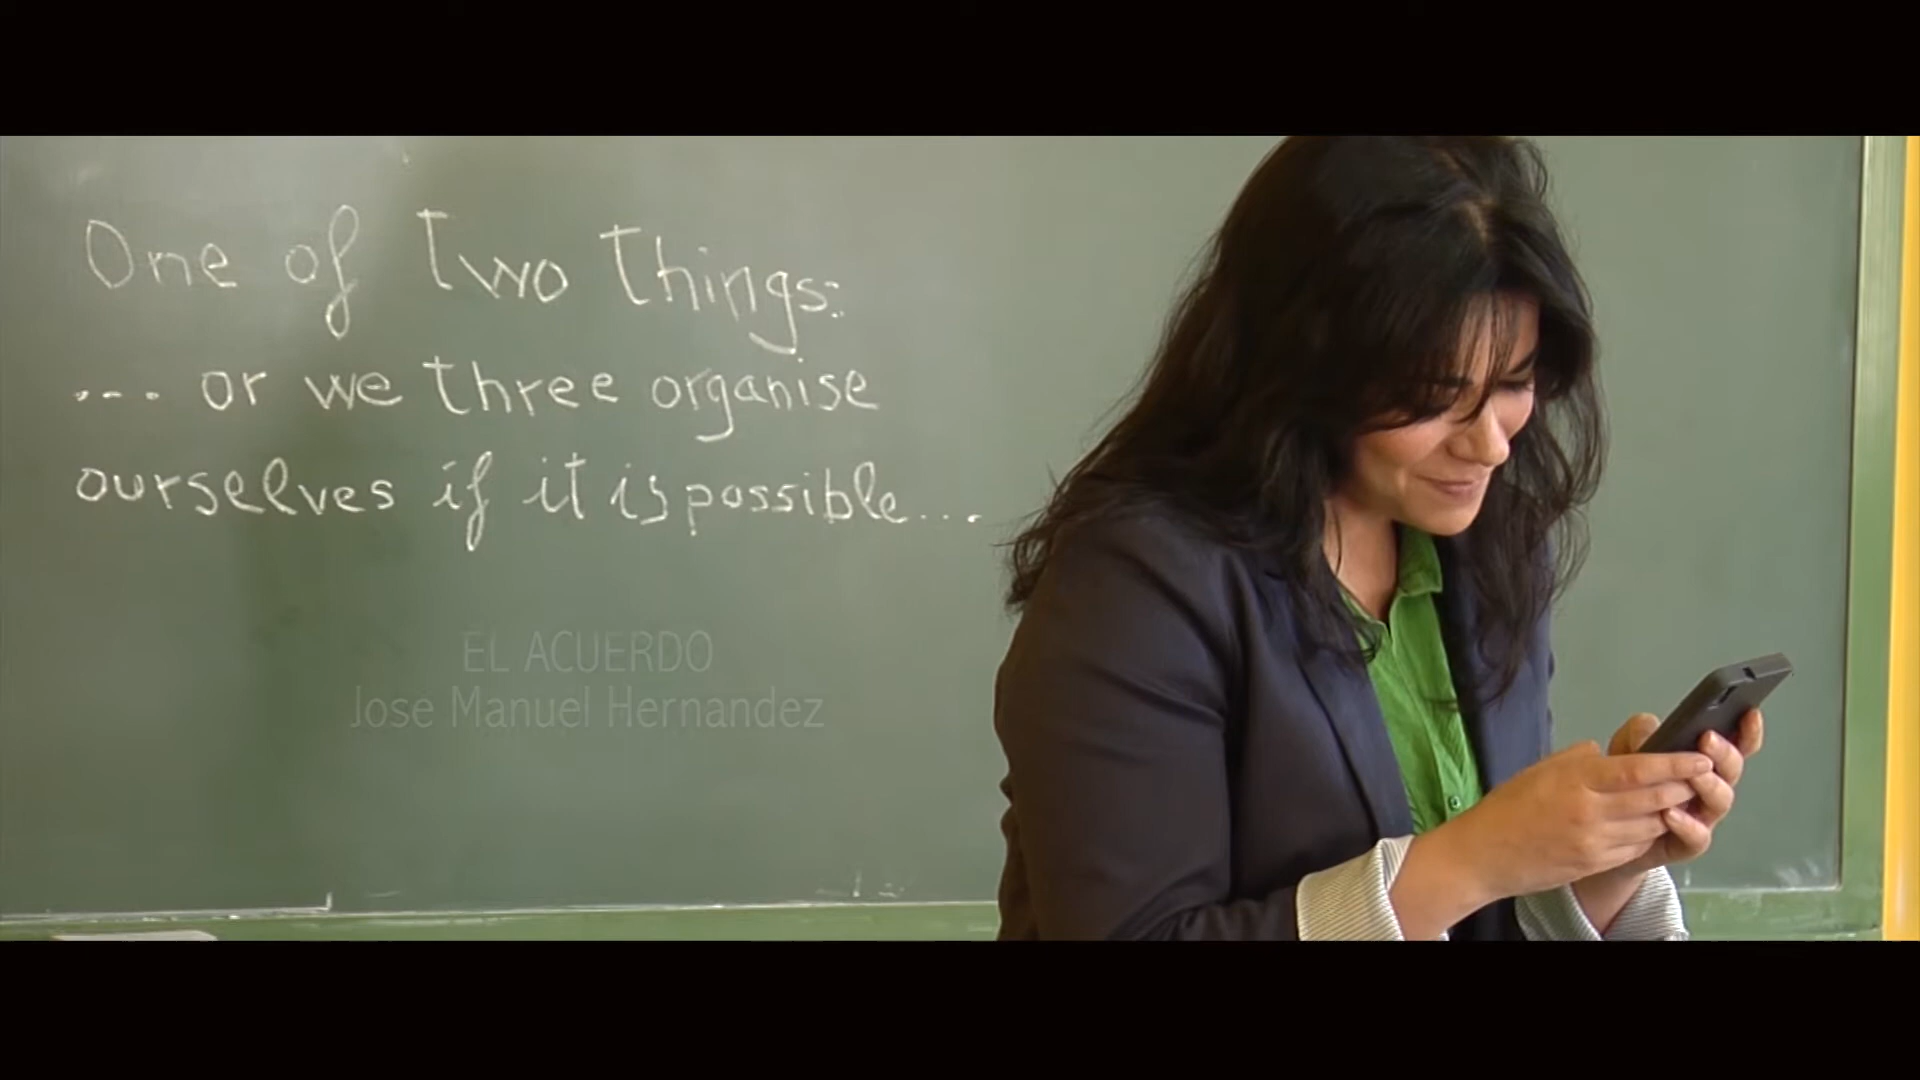 One of two things:
... or we three organise
ourselves if it is possible...
EL ACUERDO
Jose Manuel Hernandez